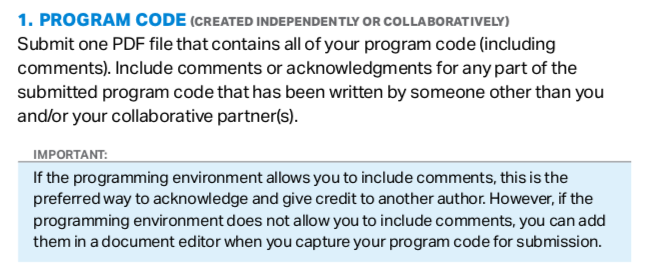 1. PROGRAM CODE (CREATED INDEPENDENTLY OR COLLABORATIVELY)
Submit one PDF file that contains all of your program code (including
comments). Include comments or acknowledgments for any part of the
submitted program code that has been written by someone other than you
and/or your collaborative partner(s).
IMPORTANT:
If the programming environment allows you to include comments, this is the
preferred way to acknowledge and give credit to another author. However, if the
programming environment does not allow you to include comments, you can add
them in a document editor when you capture your program code for submission.